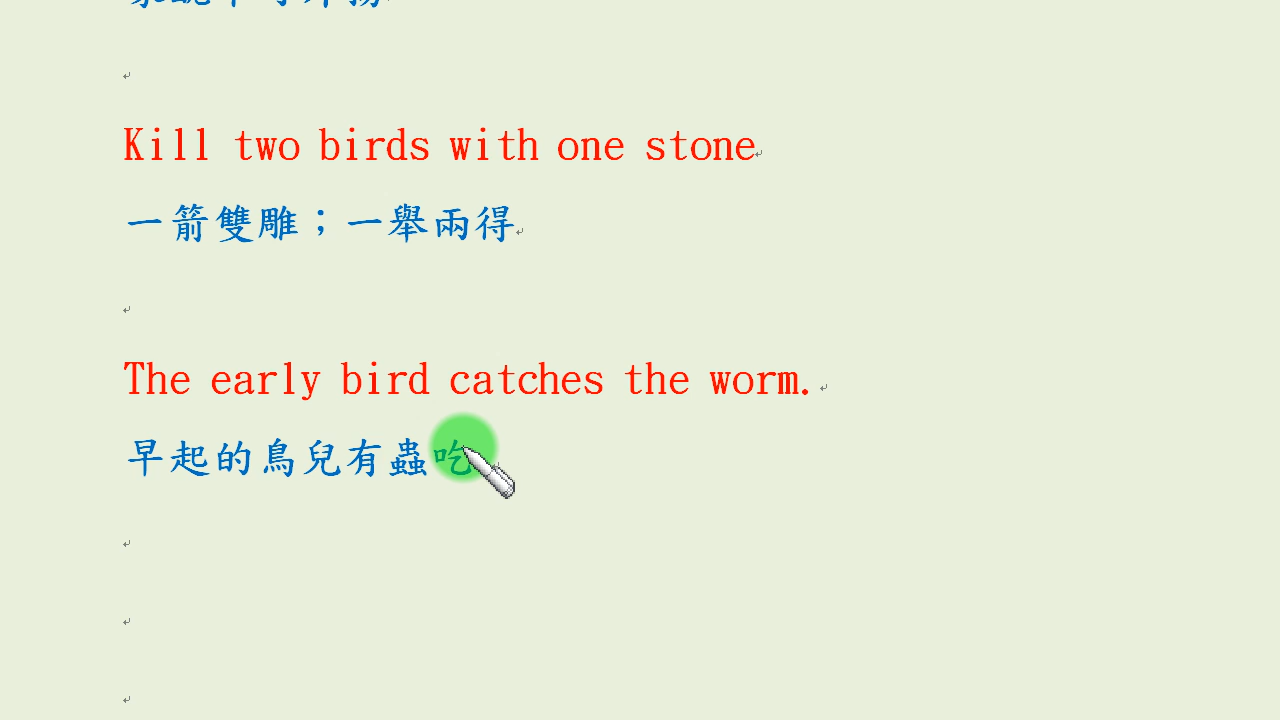 Kill two birds with one stone
一箭雙雕；一舉兩得
The early bird catches the worm.
早起的鳥兒有蟲吃